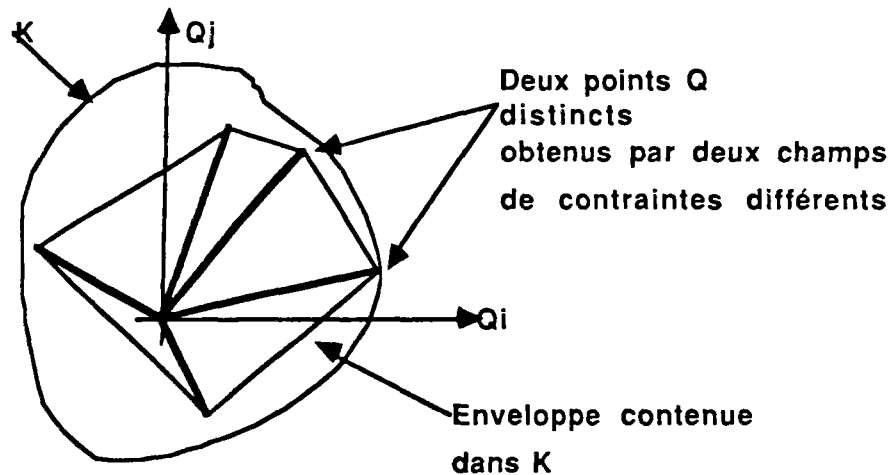 K
Qj
Deux points Q
distincts
obtenus par deux champs
de contraintes différents
Qi
Enveloppe contenue
dans K